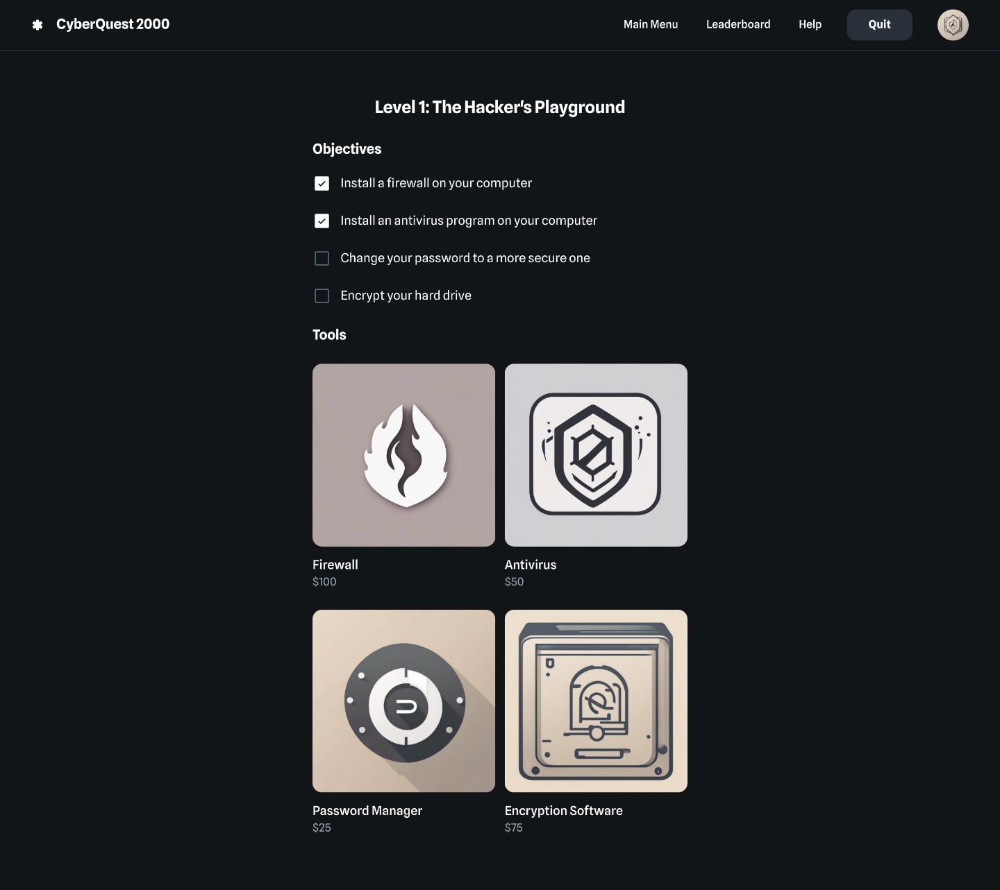 CyberQuest 2000
Main Menu
Leaderboard
Help
Quit
Level 1: The Hacker's Playground
Objectives
Install a firewall on your computer
Install an antivirus program on your computer
Change your password to a more secure one
Encrypt your hard drive
Tools
Firewall
$100
Antivirus
$50
Password Manager
$25
Encryption Software
$75